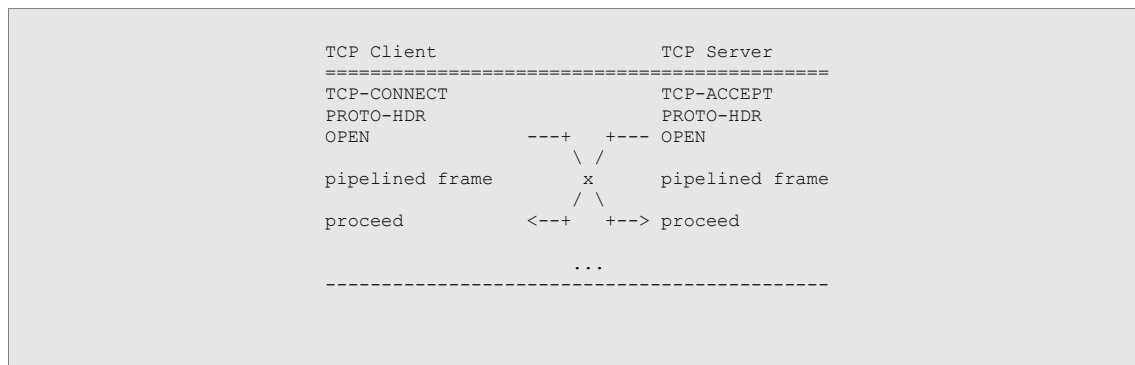 TCP Client                    TCP Server
=============================================
TCP-CONNECT                   TCP-ACCEPT
PROTO-HDR                     PROTO-HDR
OPEN              ---+   +--- OPEN
                      \ /
pipelined frame        x      pipelined frame
                      / \
proceed           <--+   +--> proceed
                      ...
---------------------------------------------